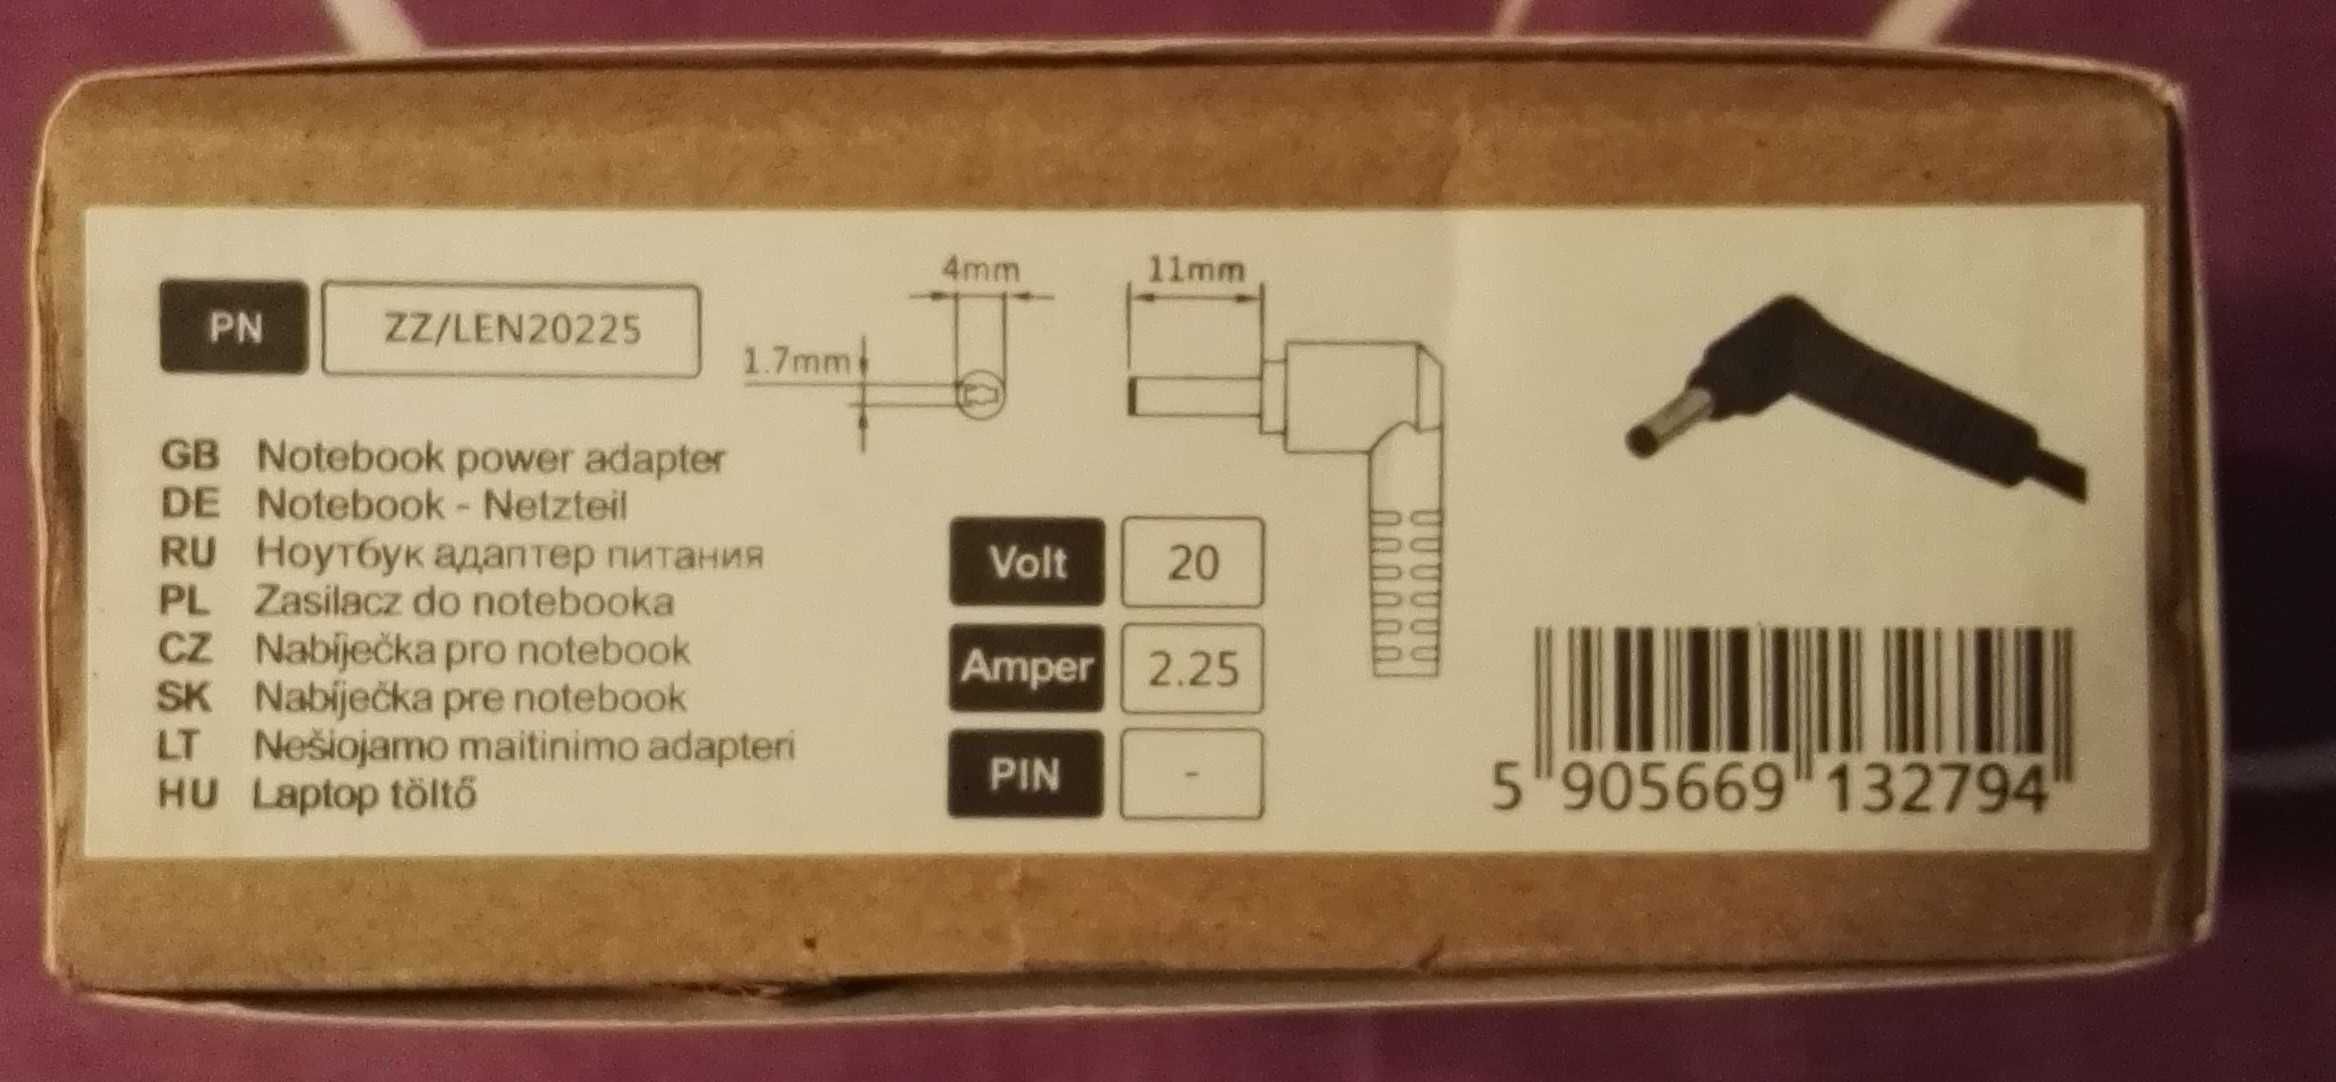 PN ZZ/LEN20225
4mm
11mm
1.7mm
GB Notebook power adapter
DE Notebook - Netzteil
RU Ноутбук адаптер питания
PL Zasilacz do notebooka
CZ Nabíječka pro notebook
SK Nabíječka pre notebook
LT Nešiojamo maitinimo adapteri
HU Laptop töltő
Volt 20
Amper 2.25
PIN -
5 905669 132794